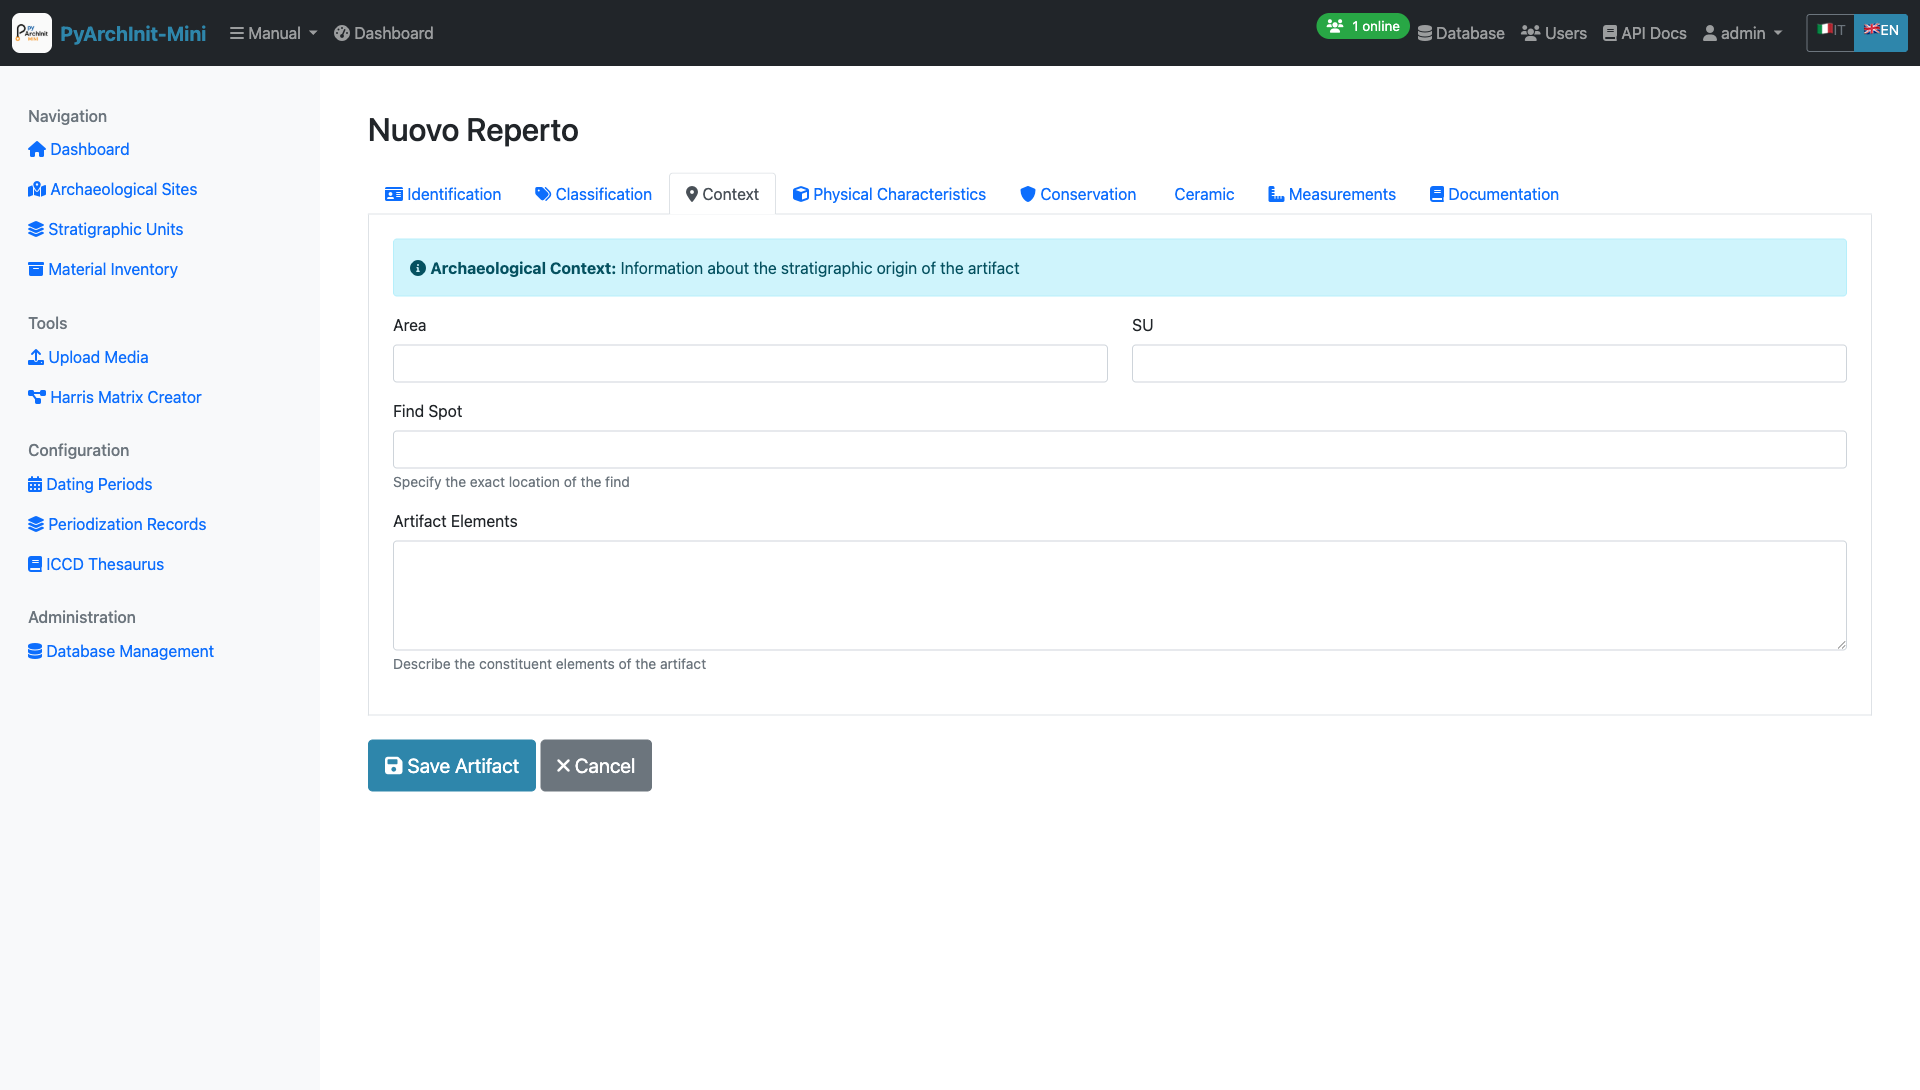 PyArchInit-Mini
Manual
Dashboard
1 online
Database
Users
API Docs
admin
IT
EN
Navigation
Dashboard
Archaeological Sites
Stratigraphic Units
Material Inventory
Tools
Upload Media
Harris Matrix Creator
Configuration
Dating Periods
Periodization Records
ICCD Thesaurus
Administration
Database Management
Nuovo Reperto
Identification
Classification
Context
Physical Characteristics
Conservation
Ceramic
Measurements
Documentation
Archaeological Context: Information about the stratigraphic origin of the artifact
Area
SU
Find Spot
Specify the exact location of the find
Artifact Elements
Describe the constituent elements of the artifact
Save Artifact
Cancel